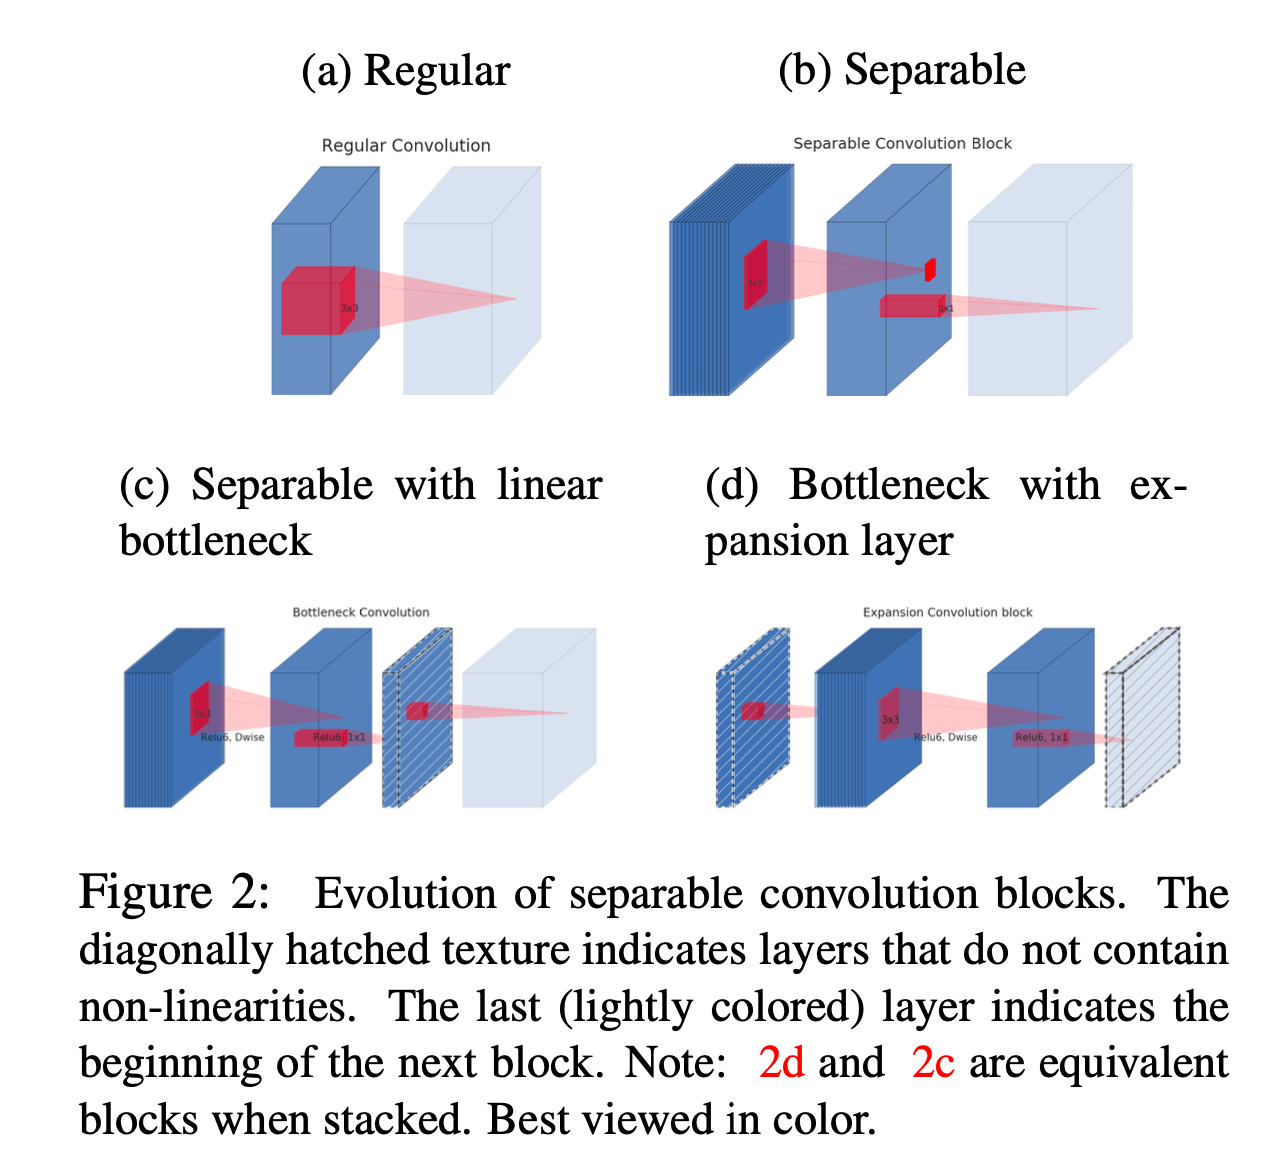 (a) Regular
(b) Separable
Regular Convolution
3x3
Separable Convolution Block
3x3
1x1
(c) Separable with linear
bottleneck
(d) Bottleneck with ex-
pansion layer
Bottleneck Convolution
3x3
Relu6, Dwise
Relu6, 1x1
Expansion Convolution block
3x3
Relu6, Dwise
Relu6, 1x1
Figure 2: Evolution of separable convolution blocks. The
diagonally hatched texture indicates layers that do not contain
non-linearities. The last (lightly colored) layer indicates the
beginning of the next block. Note: 2d and 2c are equivalent
blocks when stacked. Best viewed in color.